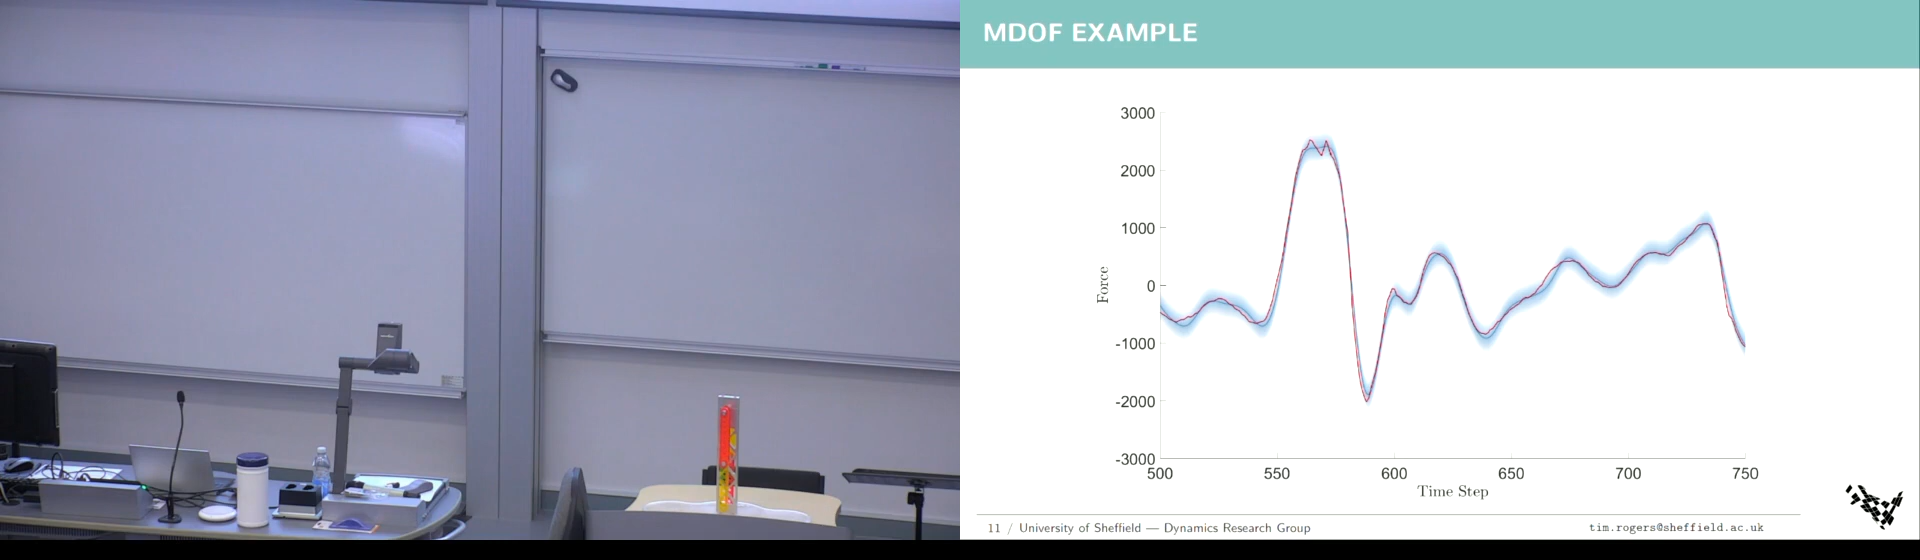 MDOF EXAMPLE
3000
2000
1000
0
-1000
-2000
-3000
Force
500
550
600
650
700
750
Time Step
11 / University of Sheffield — Dynamics Research Group
tim.rogers@sheffield.ac.uk